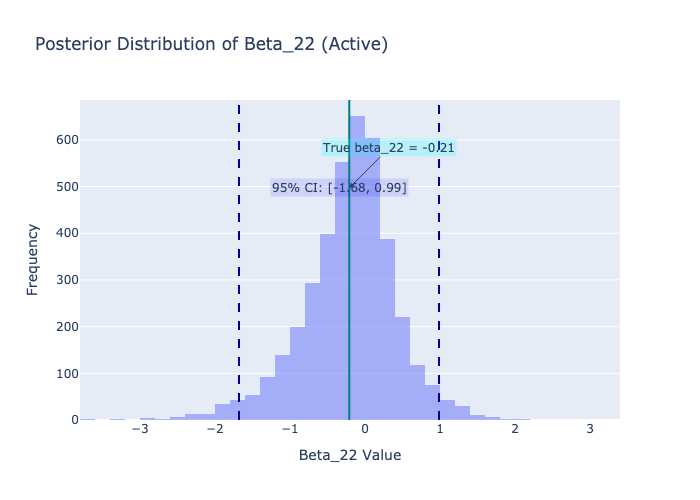 Posterior Distribution of Beta_22 (Active)
600
500
400
300
200
100
0
Frequency
True beta_22 = -0.21
95% CI: [-1.68, 0.99]
−3
−2
−1
0
1
2
3
Beta_22 Value